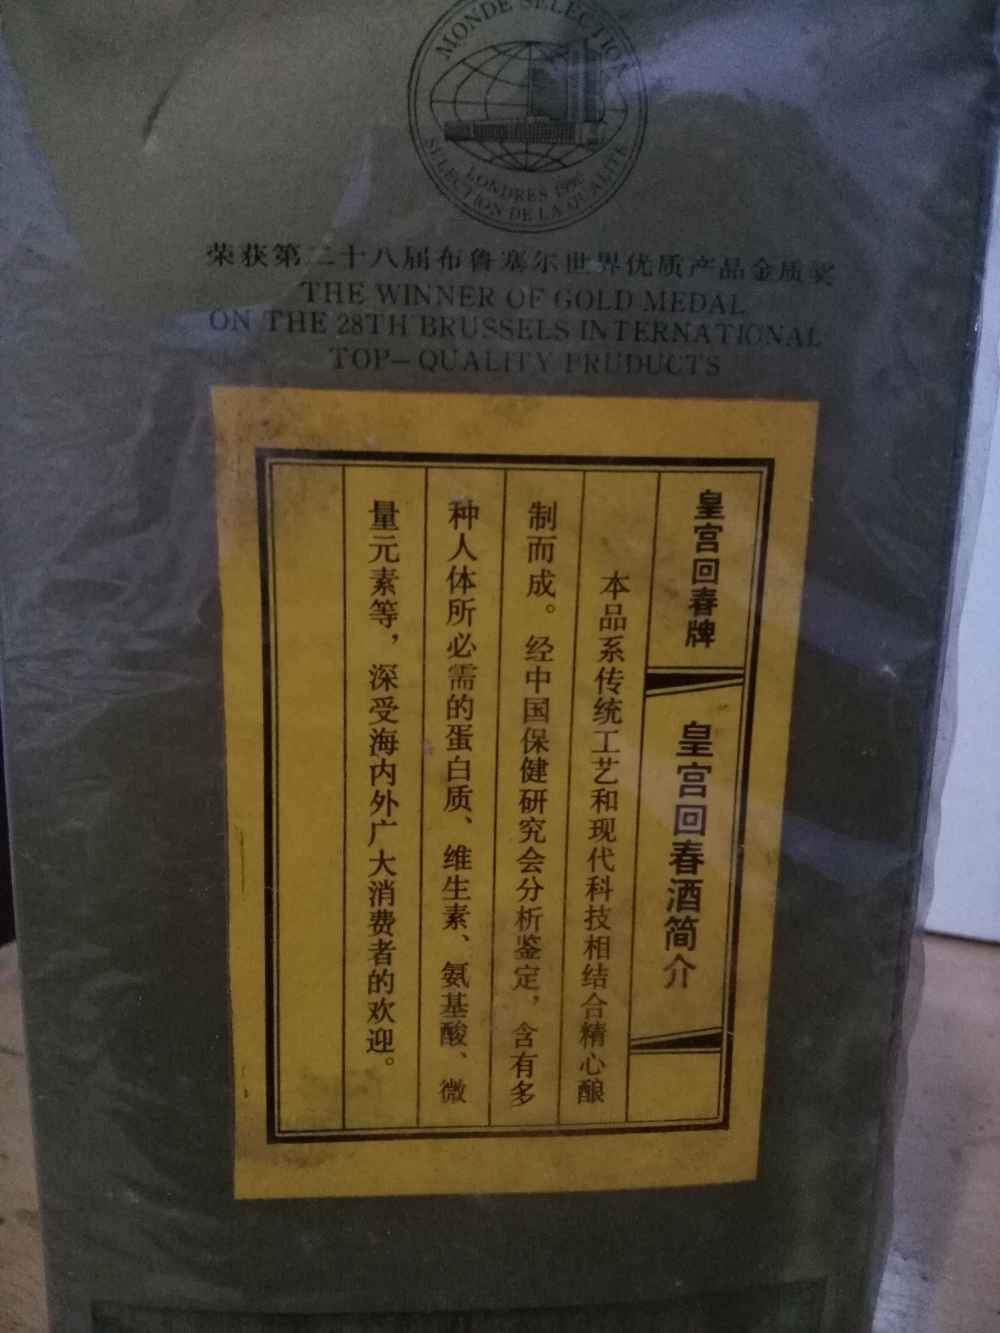 MONDE SELECTION
LONDRES 1990
SELECTION DE LA QUALITE
荣获第二十八届布鲁塞尔世界优质产品金质奖
THE WINNER OF GOLD MEDAL
ON THE 28TH BRUSSELS INTERNATIONAL
TOP-QUALITY PRUDUCTS
皇宫回春牌
皇宫回春酒简介
本品系传统工艺和现代科技相结合精心酿
制而成。经中国保健研究会分析鉴定，含有多
种人体所必需的蛋白质、维生素、氨基酸、微
量元素等，深受海内外广大消费者的欢迎。